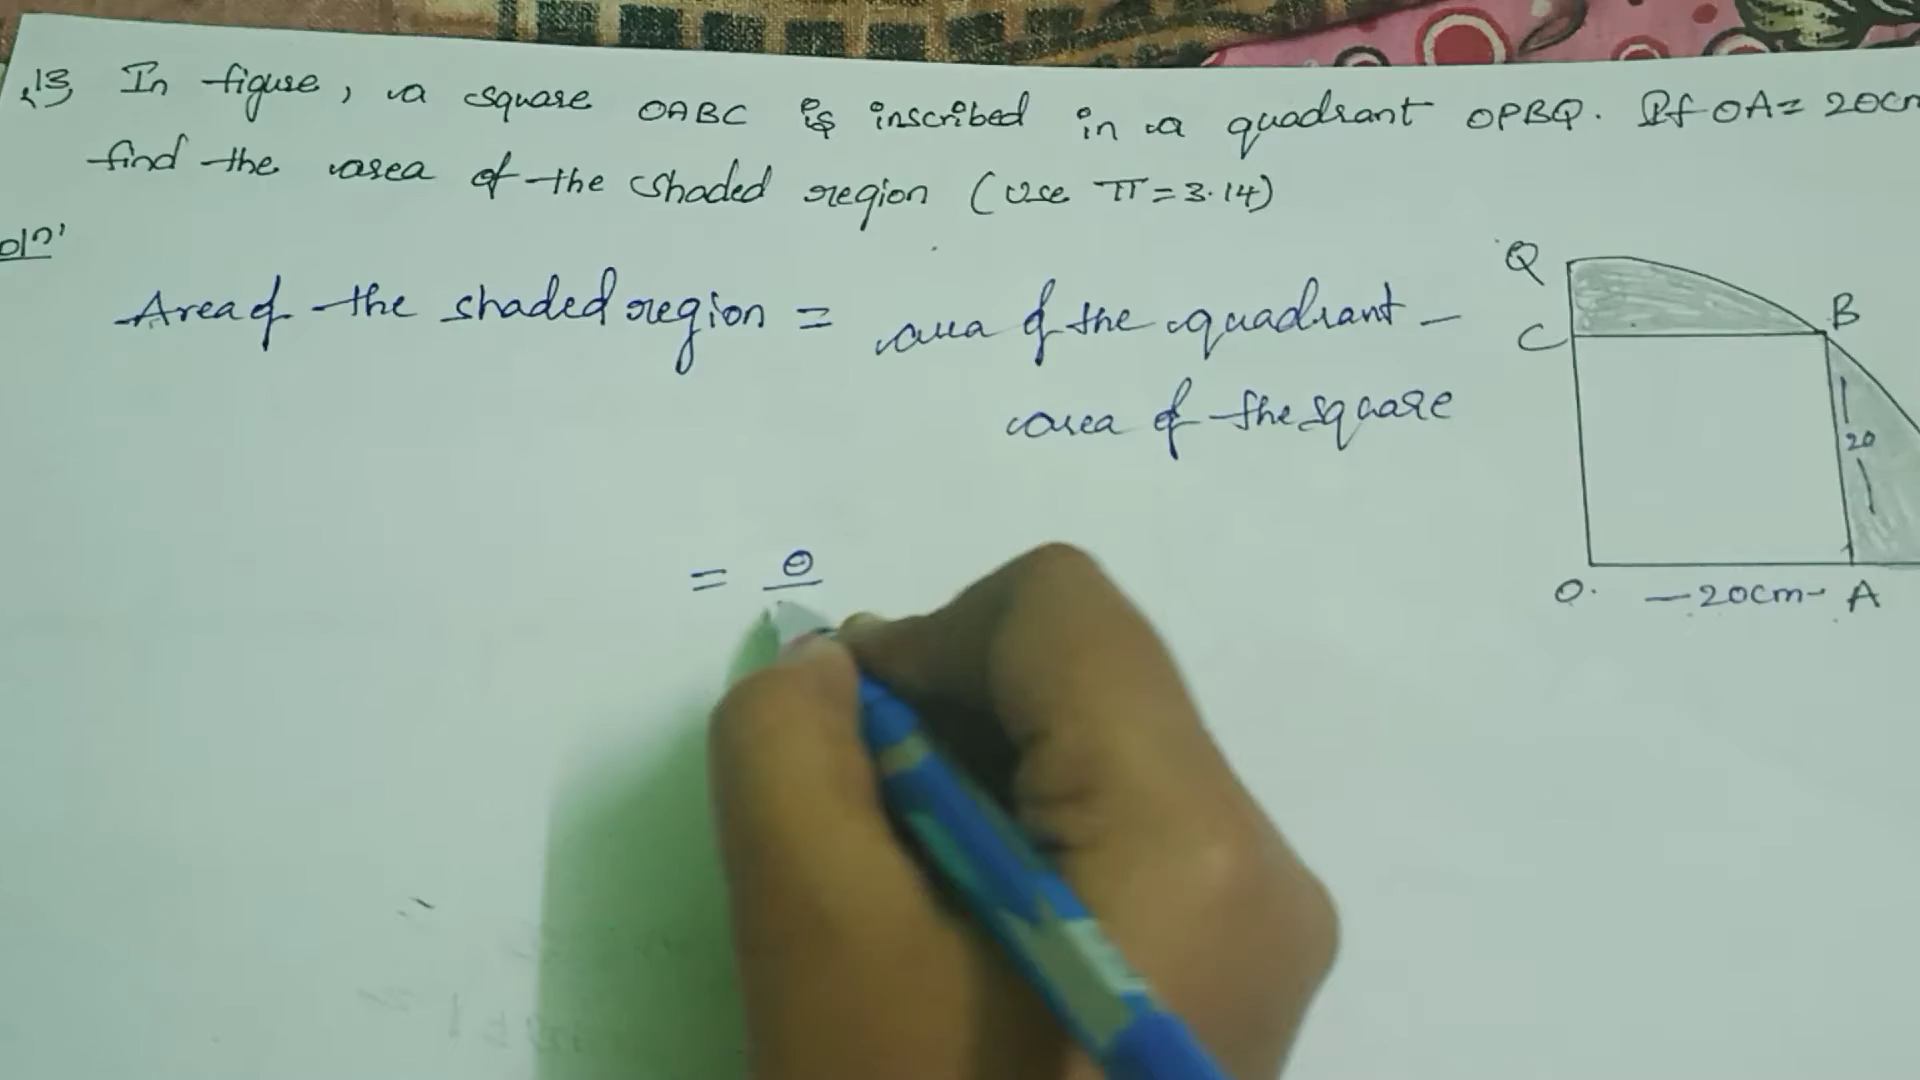 13, In figure, a square OABC is inscribed in a quadrant OPBQ. If OA= 20cm
find the area of the shaded region (use π=3.14)
Soln'
Area of the shaded region = area of the quadrant -
area of the square
= θ
Q
B
C
20
O. -20cm- A